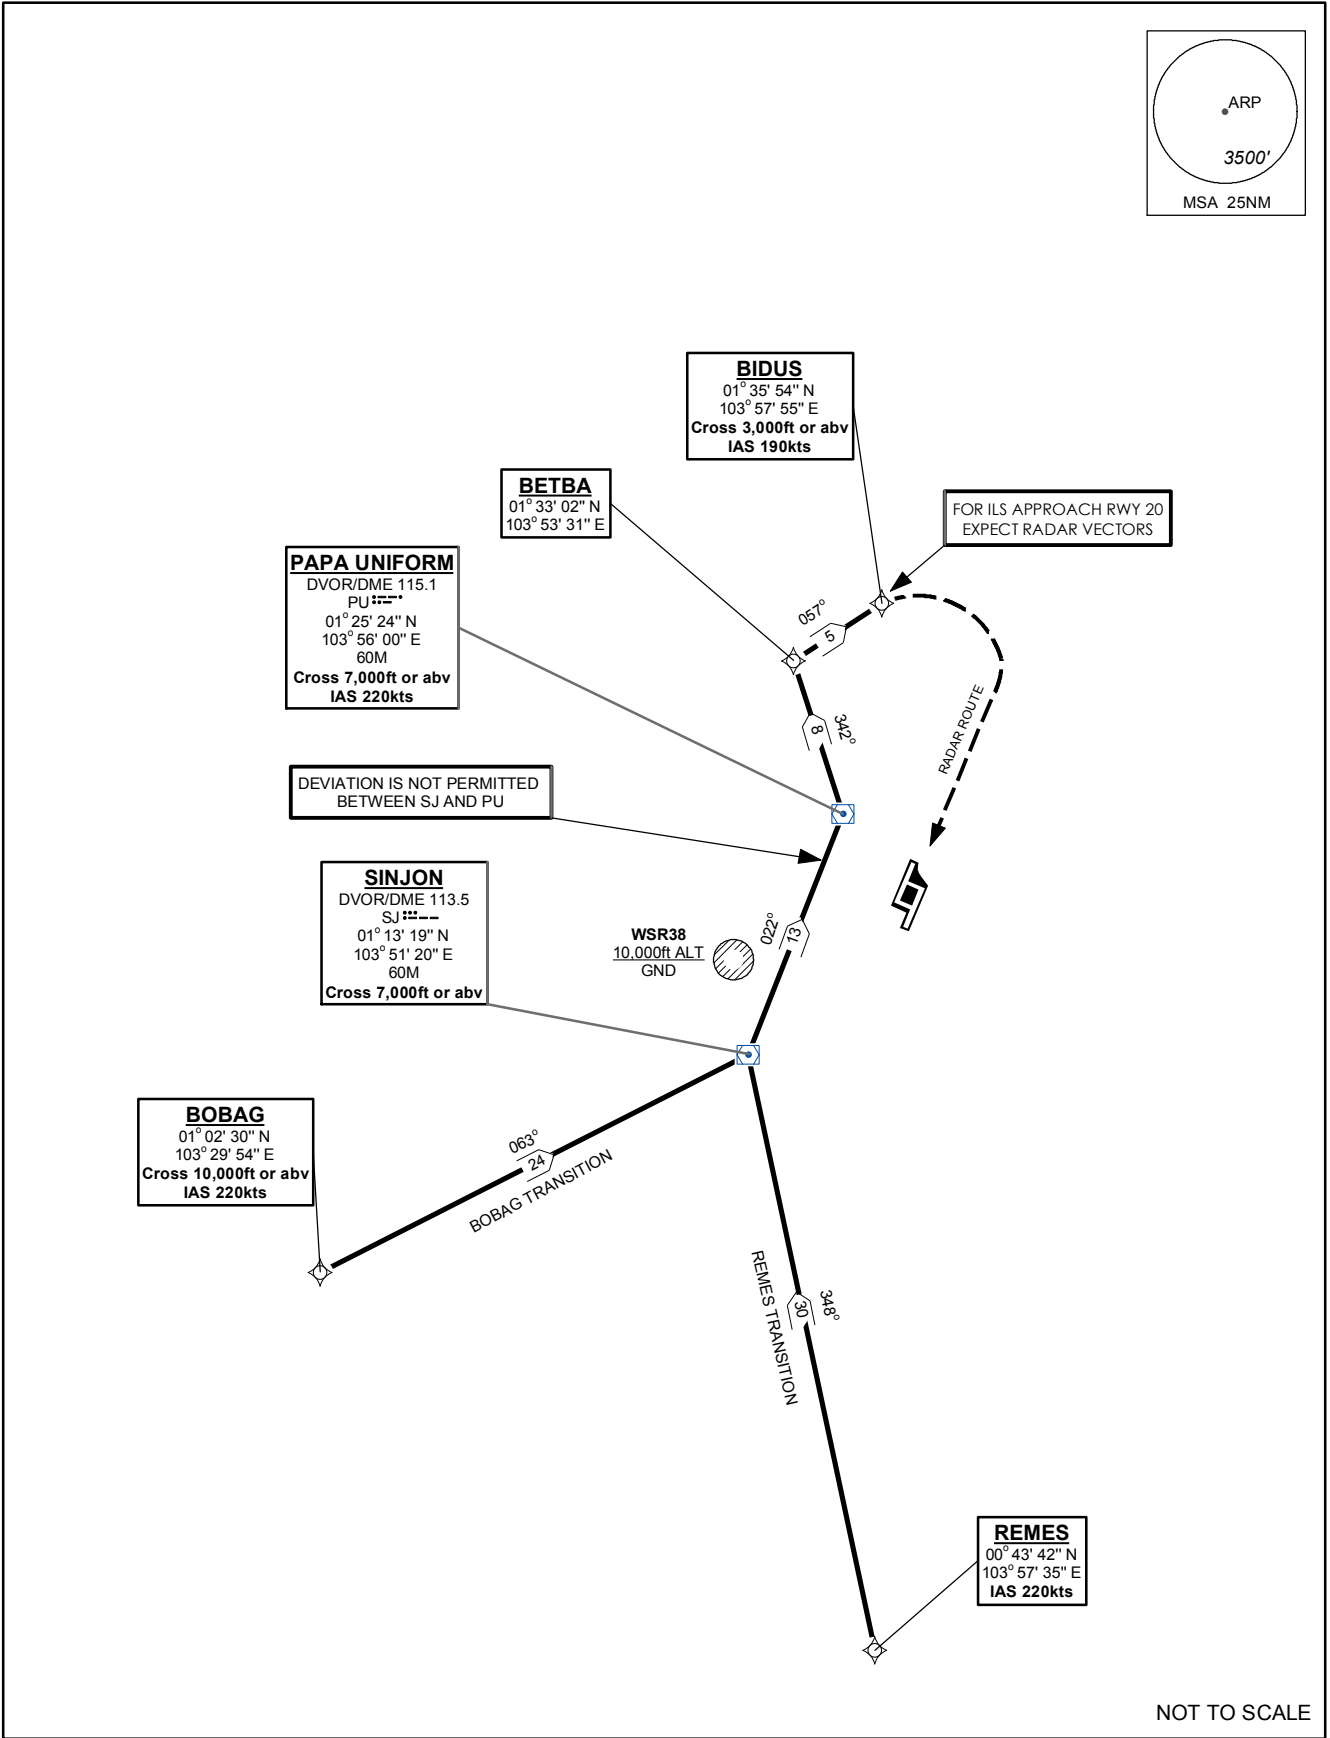 ARP
3500'
MSA 25NM
BIDUS
01° 35' 54" N
103° 57' 55" E
Cross 3,000ft or abv
IAS 190kts
BETBA
01° 33' 02" N
103° 53' 31" E
FOR ILS APPROACH RWY 20
EXPECT RADAR VECTORS
PAPA UNIFORM
DVOR/DME 115.1
PU
01° 25' 24" N
103° 56' 00" E
60M
Cross 7,000ft or abv
IAS 220kts
057°
5
342°
8
RADAR ROUTE
DEVIATION IS NOT PERMITTED
BETWEEN SJ AND PU
SINJON
DVOR/DME 113.5
SJ
01° 13' 19" N
103° 51' 20" E
60M
Cross 7,000ft or abv
WSR38
10,000ft ALT
GND
022°
13
BOBAG
01° 02' 30" N
103° 29' 54" E
Cross 10,000ft or abv
IAS 220kts
063°
24
BOBAG TRANSITION
REMES TRANSITION
30
348°
REMES
00° 43' 42" N
103° 57' 35" E
IAS 220kts
NOT TO SCALE